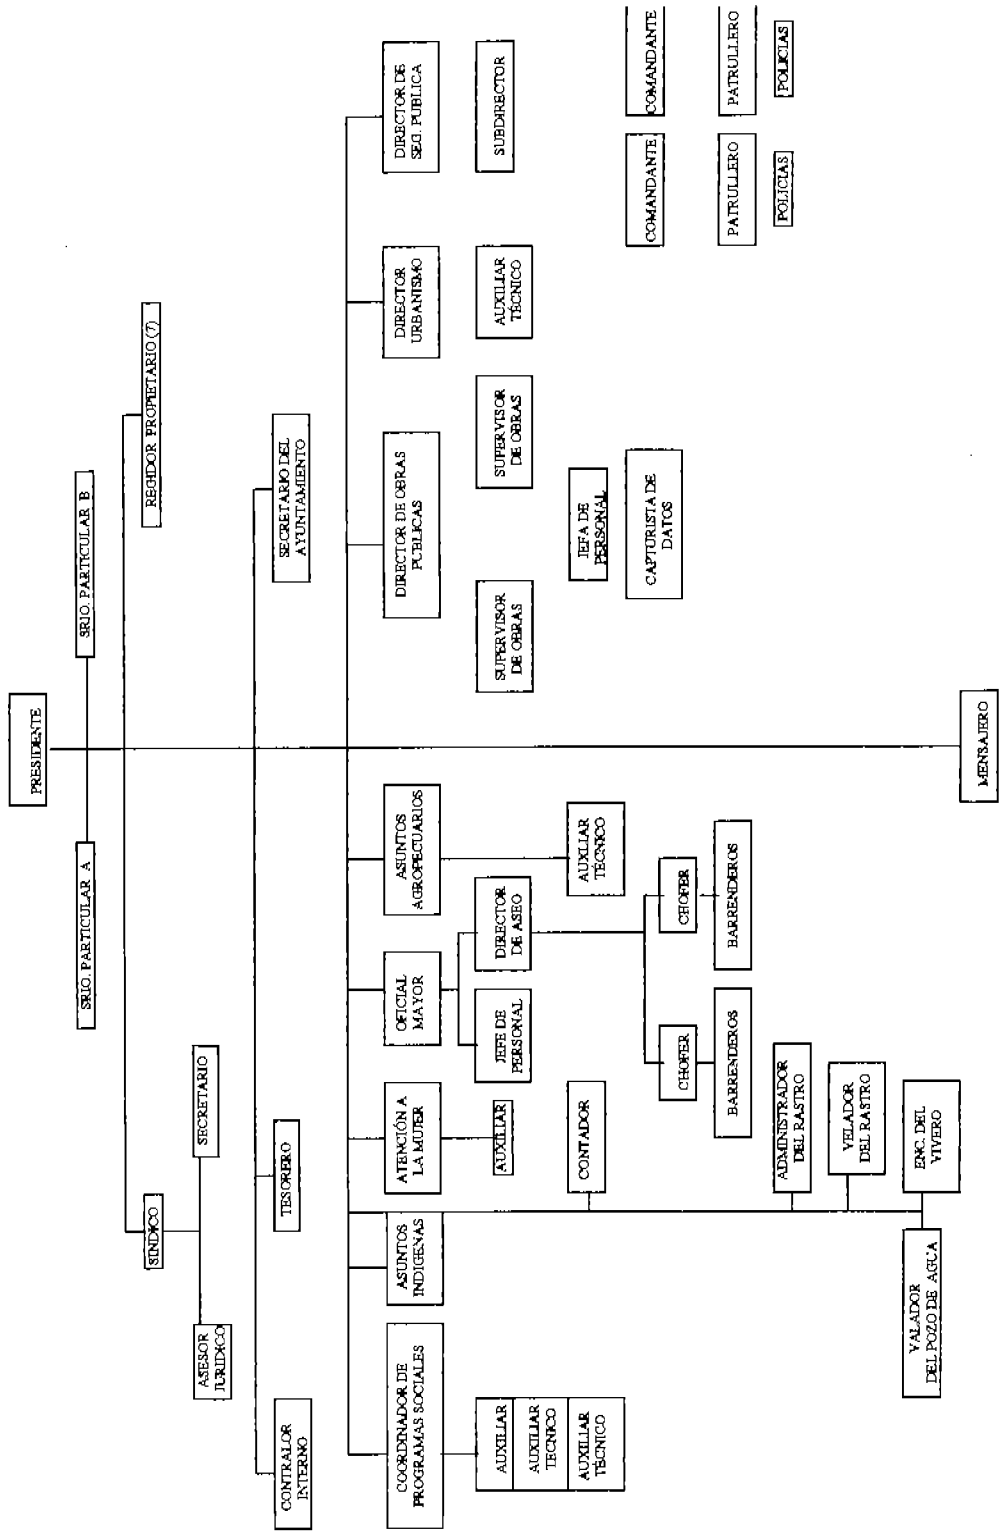 PRESIDENTE
SRIO. PARTICULAR A
SRIO. PARTICULAR B
SINDICO
REGIDOR PROPIETARIO (7)
ASESOR
JURIDICO
SECRETARIO
CONTRALOR
INTERNO
TESORERO
SECRETARIO DEL
AYUNTAMIENTO
COORDINADOR DE
PROGRAMAS SOCIALES
ASUNTOS
INDIGENAS
ATENCIÓN A
LA MUJER
OFICIAL
MAYOR
ASUNTOS
AGROPECUARIOS
DIRECTOR DE OBRAS
PUBLICAS
DIRECTOR
URBANISMO
DIRECTOR DE
SEG. PUBLICA
AUXILIAR
AUXILIAR
TECNICO
AUXILIAR
TÉCNICO
AUXILIAR
JEFE DE
PERSONAL
DIRECTOR
DE ASEO
SUPERVISOR
DE OBRAS
SUPERVISOR
DE OBRAS
AUXILIAR
TÉCNICO
SUBDIRECTOR
CONTADOR
AUXLIAR
TÉCNICO
JEFA DE
PERSONAL
CHOFER
CHOFER
CAPTURISTA DE
DATOS
COMANDANTE
COMANDANTE
BARRENDEROS
BARRENDEROS
PATRULLERO
PATRULLERO
ADMINISTRADOR
DEL RASTRO
POLICIAS
POLICIAS
VELADOR
DEL RASTRO
VALADOR
DEL POZO DE AGUA
ENC. DEL
VIVERO
MENSAJERO